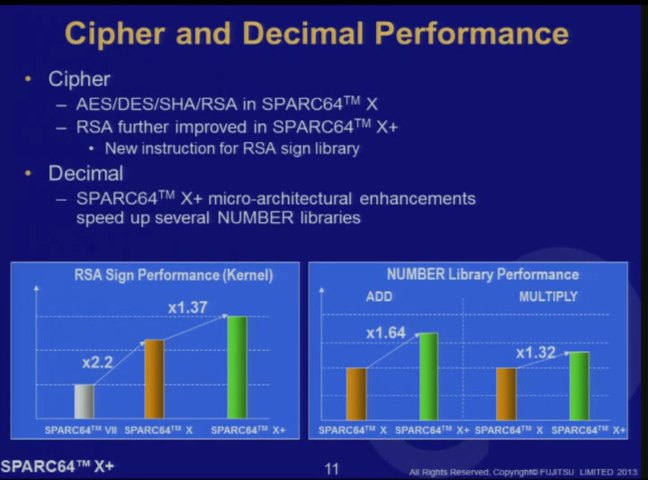 Cipher and Decimal Performance
• Cipher
– AES/DES/SHA/RSA in SPARC64™ X
– RSA further improved in SPARC64™ X+
• New instruction for RSA sign library
• Decimal
– SPARC64™ X+ micro-architectural enhancements
speed up several NUMBER libraries
RSA Sign Performance (Kernel)
x1.37
x2.2
SPARC64™ VII SPARC64™ X SPARC64™ X+
NUMBER Library Performance
ADD MULTIPLY
x1.64
x1.32
SPARC64™ X SPARC64™ X+ SPARC64™ X SPARC64™ X+
SPARC64™ X+
11
All Rights Reserved, Copyright© FUJITSU LIMITED 2013